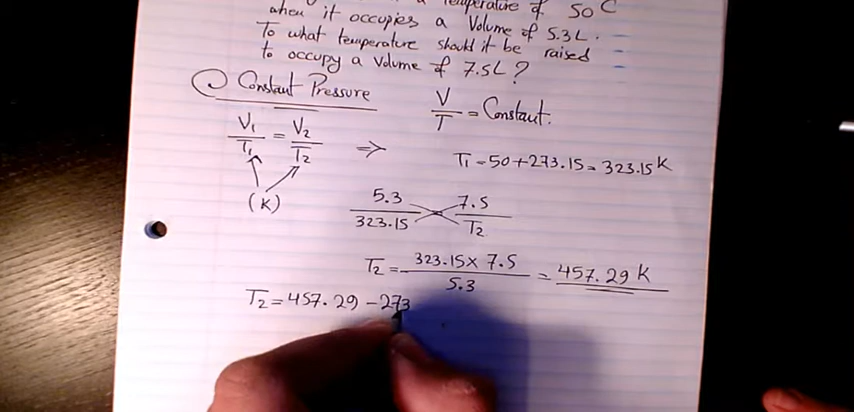 a Temperature of 50 C
when it occupies a Volume of 5.3L.
To what temperature should it be raised
to occupy a Volume of 7.5L?
@ Constant Pressure
V/T = Constant.
V1/T1 = V2/T2 =>
T1 = 50 + 273.15 = 323.15 K
(K)
5.3/323.15 7.5/T2
T2 = 323.15 x 7.5 / 5.3 = 457.29 K
T2 = 457.29 - 273